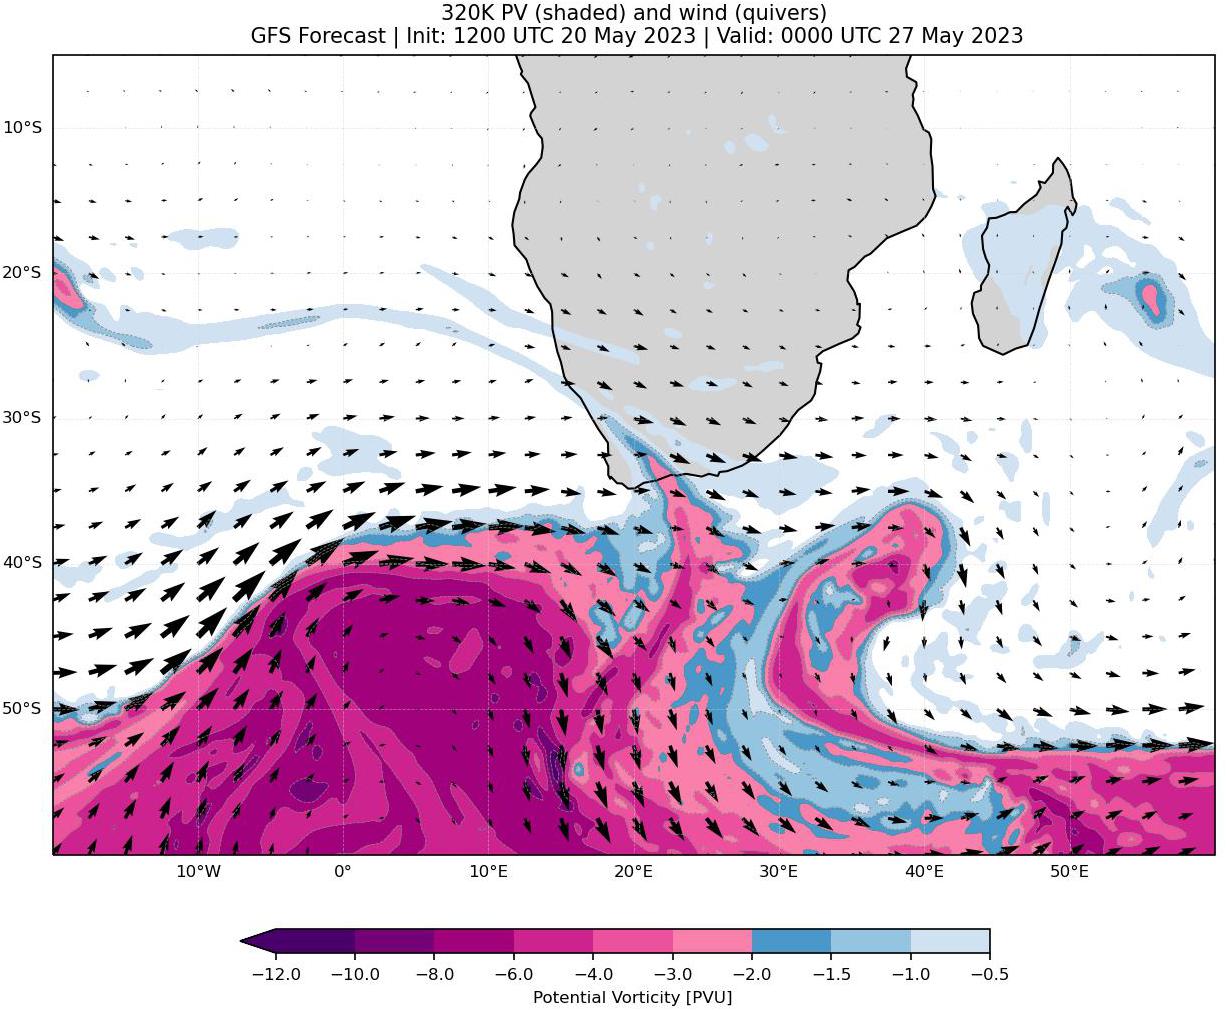 320K PV (shaded) and wind (quivers)
GFS Forecast | Init: 1200 UTC 20 May 2023 | Valid: 0000 UTC 27 May 2023
10°S
20°S
30°S
40°S
50°S
10°W 0° 10°E 20°E 30°E 40°E 50°E
−12.0 −10.0 −8.0 −6.0 −4.0 −3.0 −2.0 −1.5 −1.0 −0.5
Potential Vorticity [PVU]